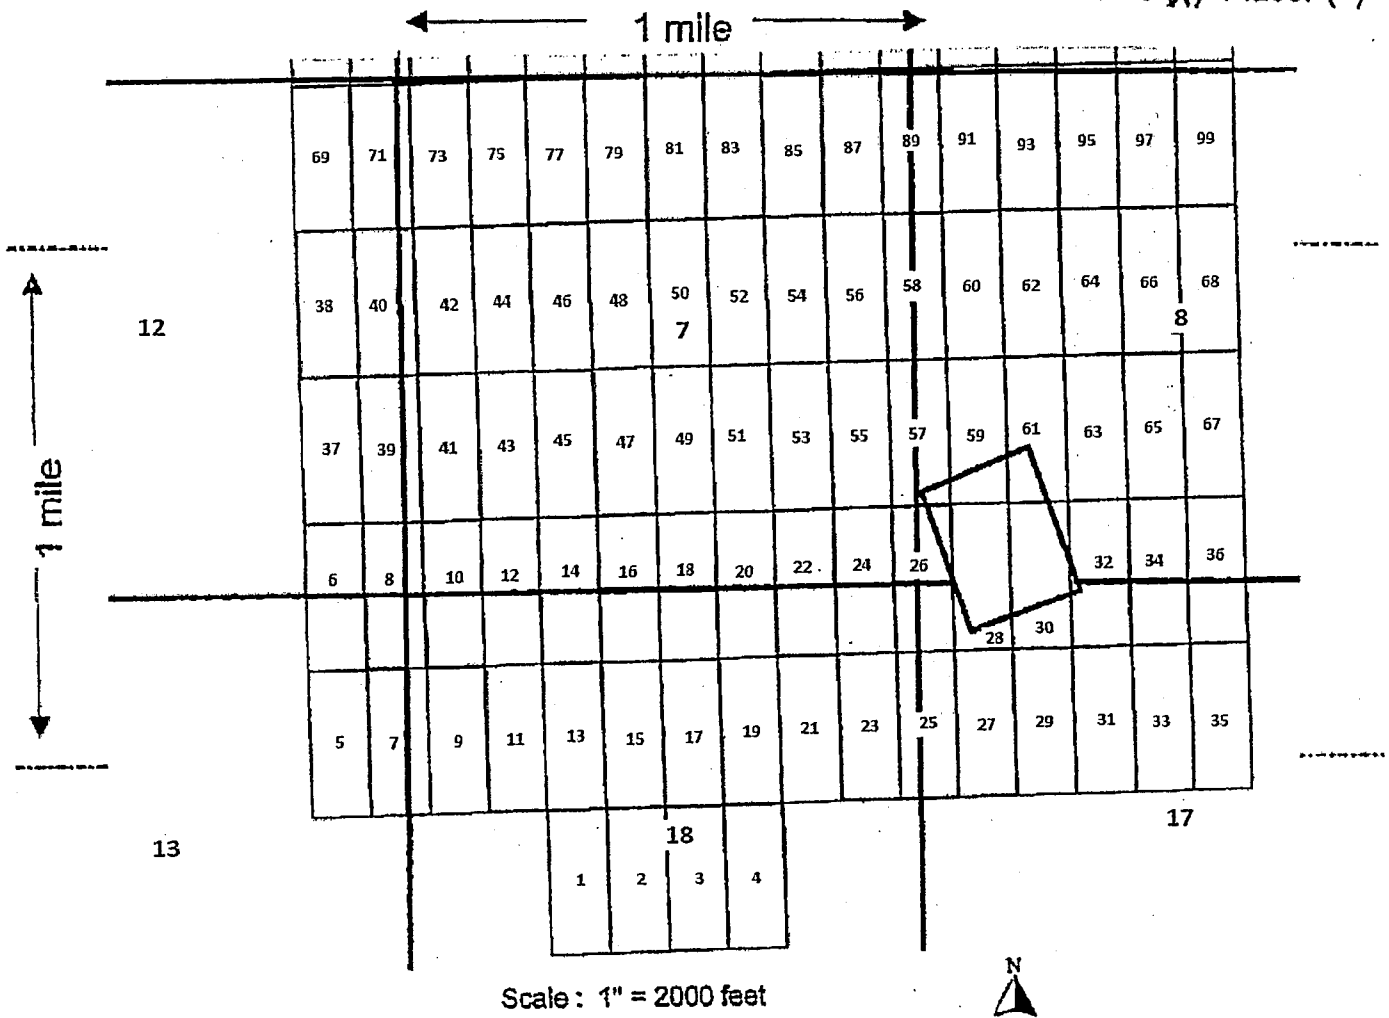 1 mile
69 71 73 75 77 79 81 83 85 87 89 91 93 95 97 99
38 40 42 44 46 48 50 52 54 56 58 60 62 64 66 68
12 7 8
37 39 41 43 45 47 49 51 53 55 57 59 61 63 65 67
1 mile
6 8 10 12 14 16 18 20 22 24 26 32 34 36
28 30
5 7 9 11 13 15 17 19 21 23 25 27 29 31 33 35
13 18 17
1 2 3 4
Scale: 1" = 2000 feet
N